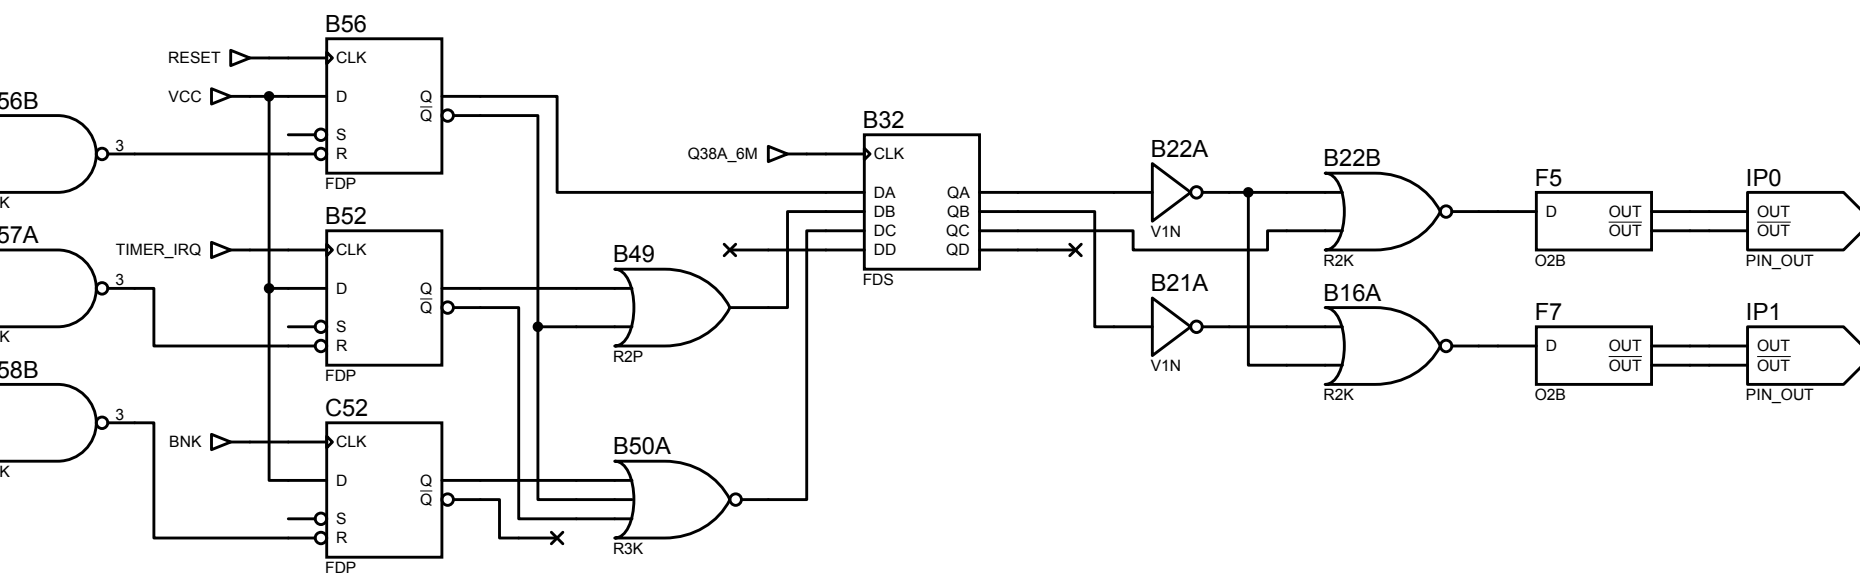 B56
RESET
CLK
VCC
D
Q
Q
S
R
FDP
56B
3
K
B52
TIMER_IRQ
CLK
D
Q
Q
S
R
FDP
57A
3
K
C52
BNK
CLK
D
Q
Q
S
R
FDP
58B
3
K
B49
R2P
B50A
R3K
B32
Q38A_6M
CLK
DA
QA
DB
QB
DC
QC
DD
QD
FDS
B22A
V1N
B21A
V1N
B22B
R2K
B16A
R2K
F5
D
OUT
OUT
O2B
F7
D
OUT
OUT
O2B
IP0
OUT
OUT
PIN_OUT
IP1
OUT
OUT
PIN_OUT